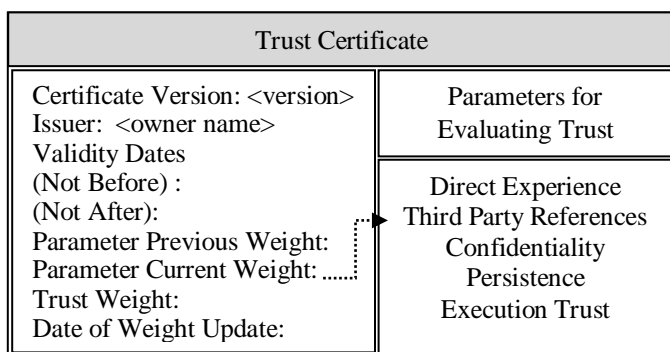 Trust Certificate
Certificate Version: <version>
Issuer: <owner name>
Validity Dates
(Not Before) :
(Not After):
Parameter Previous Weight:
Parameter Current Weight:
Trust Weight:
Date of Weight Update:
Parameters for
Evaluating Trust
Direct Experience
Third Party References
Confidentiality
Persistence
Execution Trust